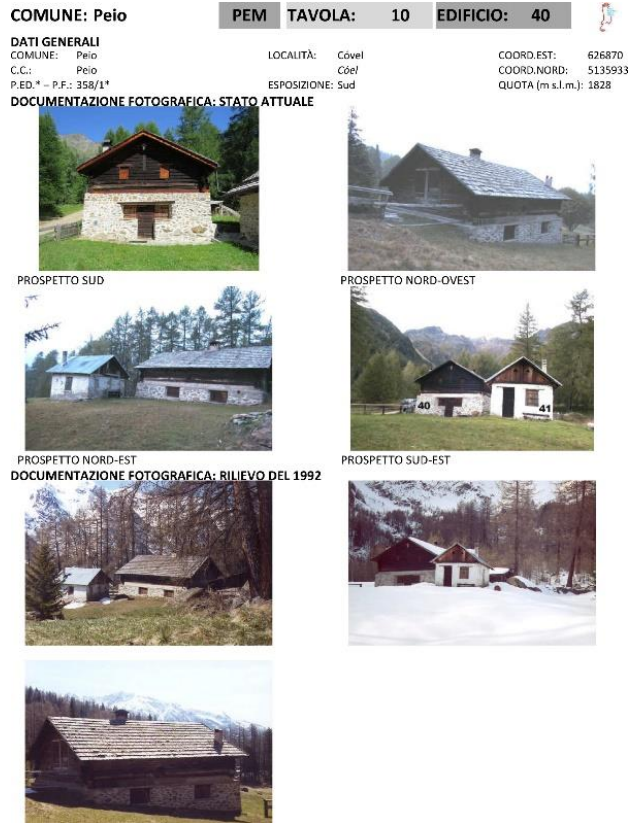 COMUNE: Peio PEM TAVOLA: 10 EDIFICIO: 40
DATI GENERALI
COMUNE: Peio LOCALITÀ: Cóvel COORD.EST: 626870
C.C.: Peio Cóel COORD.NORD: 5135933
P.ED.* – P.F.: 358/1* ESPOSIZIONE: Sud QUOTA (m s.l.m.): 1828
DOCUMENTAZIONE FOTOGRAFICA: STATO ATTUALE
PROSPETTO SUD PROSPETTO NORD-OVEST
40 41
PROSPETTO NORD-EST PROSPETTO SUD-EST
DOCUMENTAZIONE FOTOGRAFICA: RILIEVO DEL 1992